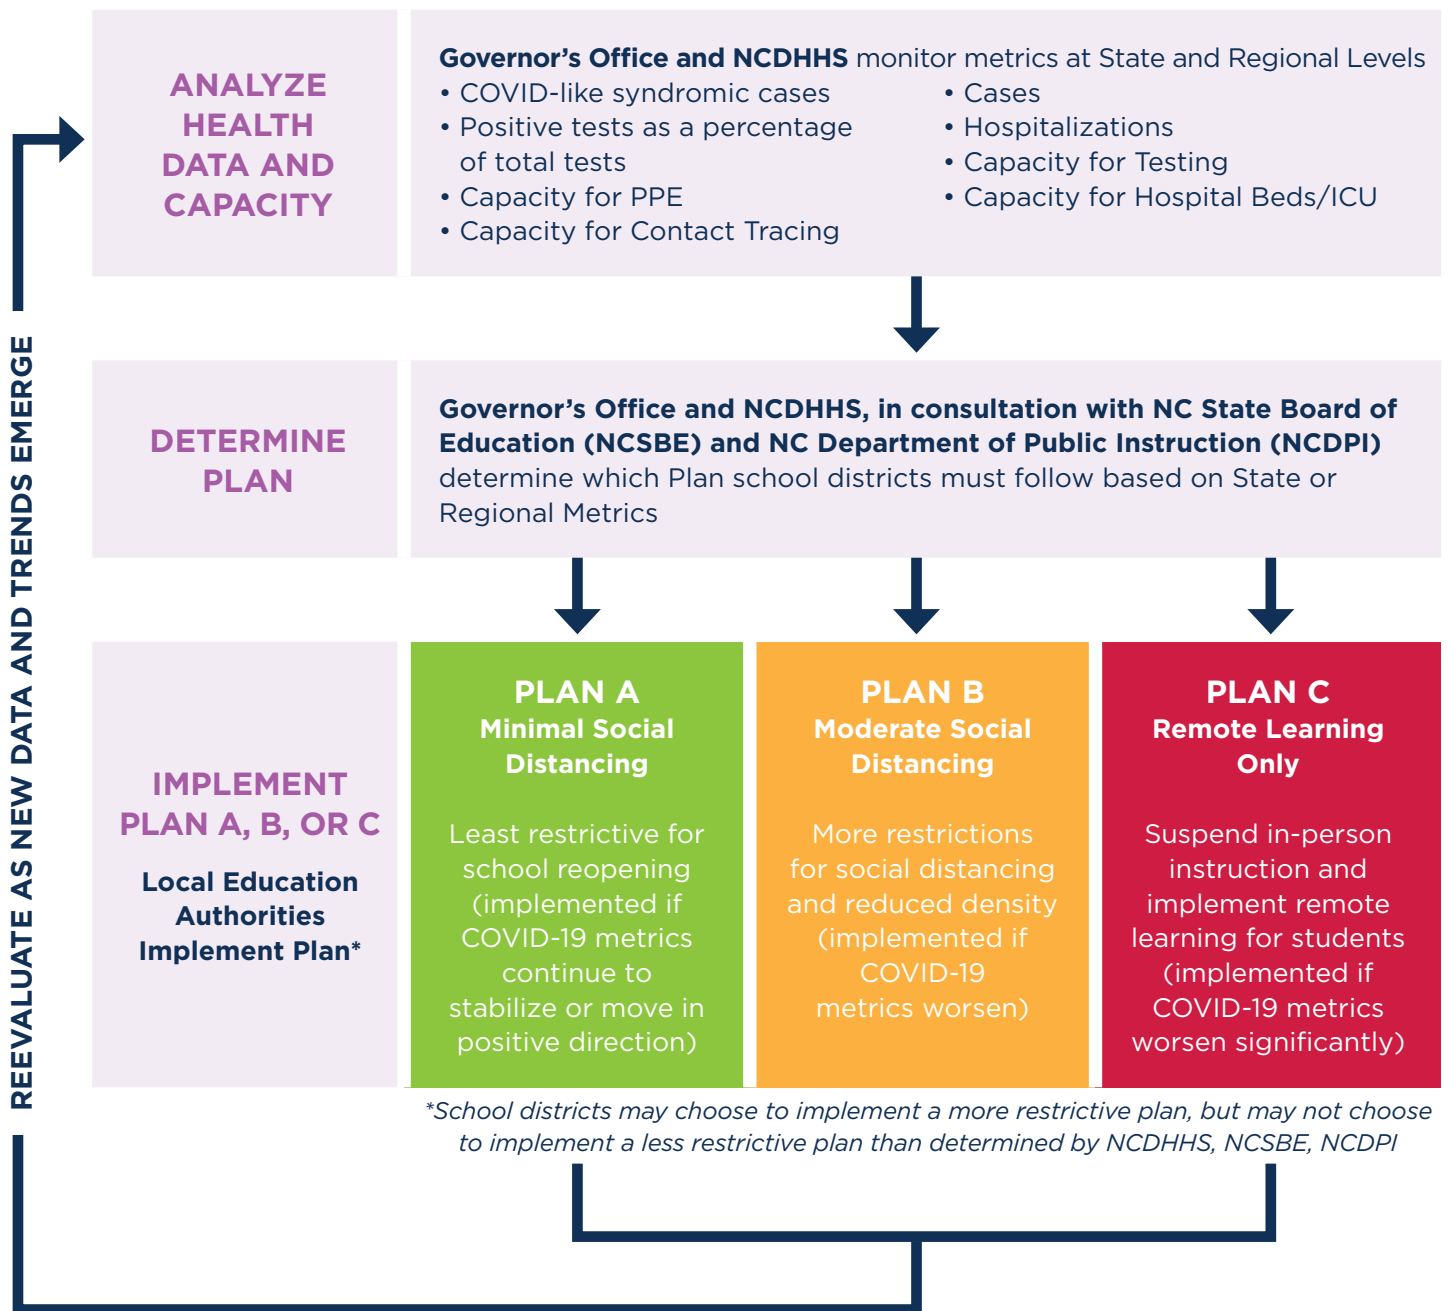 REEVALUATE AS NEW DATA AND TRENDS EMERGE
ANALYZE
HEALTH
DATA AND
CAPACITY
Governor's Office and NCDHHS monitor metrics at State and Regional Levels
• COVID-like syndromic cases
• Positive tests as a percentage
of total tests
• Capacity for PPE
• Capacity for Contact Tracing
• Cases
• Hospitalizations
• Capacity for Testing
• Capacity for Hospital Beds/ICU
DETERMINE
PLAN
Governor's Office and NCDHHS, in consultation with NC State Board of
Education (NCSBE) and NC Department of Public Instruction (NCDPI)
determine which Plan school districts must follow based on State or
Regional Metrics
IMPLEMENT
PLAN A, B, OR C
Local Education
Authorities
Implement Plan*
PLAN A
Minimal Social
Distancing
Least restrictive for
school reopening
(implemented if
COVID-19 metrics
continue to
stabilize or move in
positive direction)
PLAN B
Moderate Social
Distancing
More restrictions
for social distancing
and reduced density
(implemented if
COVID-19
metrics worsen)
PLAN C
Remote Learning
Only
Suspend in-person
instruction and
implement remote
learning for students
(implemented if
COVID-19 metrics
worsen significantly)
*School districts may choose to implement a more restrictive plan, but may not choose
to implement a less restrictive plan than determined by NCDHHS, NCSBE, NCDPI